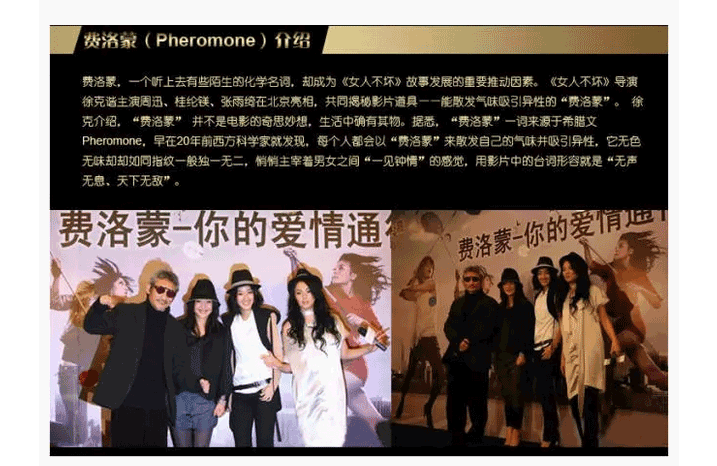 费洛蒙（Pheromone）介绍
费洛蒙，一个听上去有些陌生的化学名词，却成为《女人不坏》故事发展的重要推动因素。《女人不坏》导演
徐克谐主演周迅、桂纶镁、张雨绮在北京亮相，共同揭秘影片道具——能散发气味吸引异性的“费洛蒙”。 徐
克介绍，“费洛蒙” 并不是电影的奇思妙想，生活中确有其物。据悉，“费洛蒙”一词来源于希腊文
Pheromone，早在20年前西方科学家就发现，每个人都会以“费洛蒙”来散发自己的气味并吸引异性，它无色
无味却却如同指纹一般独一无二，悄悄主宰着男女之间“一见钟情”的感觉，用影片中的台词形容就是“无声
无息、天下无敌”。
费洛蒙-你的爱情通行
费洛蒙-你的爱情通